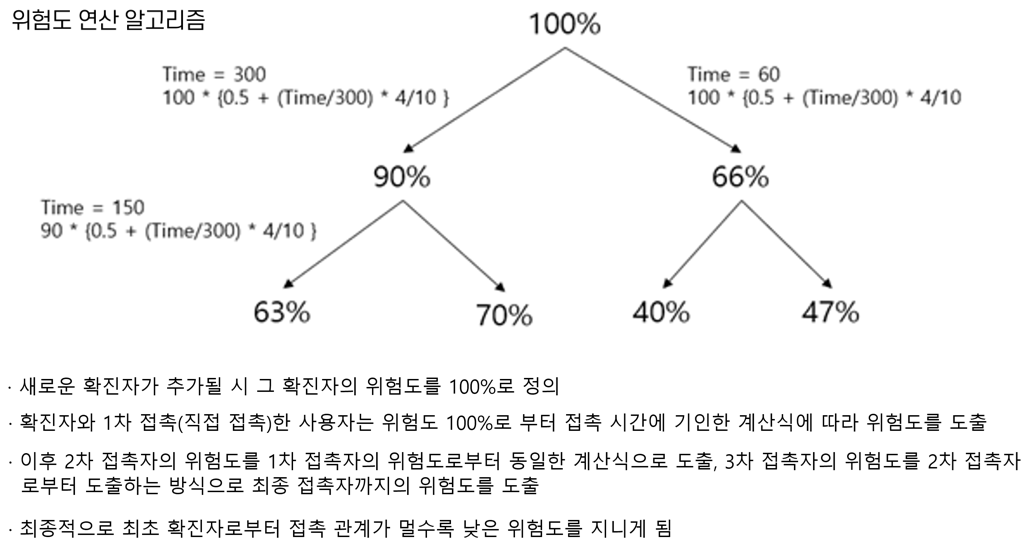 위험도 연산 알고리즘
100%
Time = 300
100 * {0.5 + (Time/300) * 4/10 }
Time = 60
100 * {0.5 + (Time/300) * 4/10
90%
66%
Time = 150
90 * {0.5 + (Time/300) * 4/10 }
63%
70%
40%
47%
· 새로운 확진자가 추가될 시 그 확진자의 위험도를 100%로 정의
· 확진자와 1차 접촉(직접 접촉)한 사용자는 위험도 100%로 부터 접촉 시간에 기인한 계산식에 따라 위험도를 도출
· 이후 2차 접촉자의 위험도를 1차 접촉자의 위험도로부터 동일한 계산식으로 도출, 3차 접촉자의 위험도를 2차 접촉자
로부터 도출하는 방식으로 최종 접촉자까지의 위험도를 도출
· 최종적으로 최초 확진자로부터 접촉 관계가 멀수록 낮은 위험도를 지니게 됨